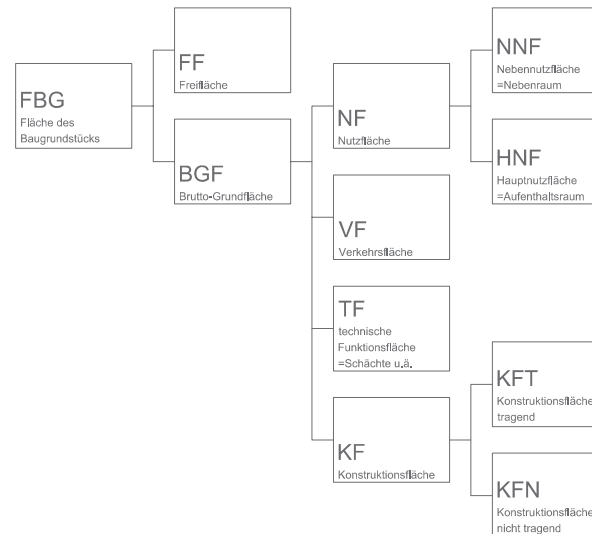 FBG
Fläche des
Baugrundstücks
FF
Freifläche
BGF
Brutto-Grundfläche
NF
Nutzfläche
VF
Verkehrsfläche
TF
technische
Funktionsfläche
=Schächte u.ä.
KF
Konstruktionsfläche
NNF
Nebennutzfläche
=Nebenraum
HNF
Hauptnutzfläche
=Aufenthaltsraum
KFT
Konstruktionsfläche
tragend
KFN
Konstruktionsfläche
nicht tragend